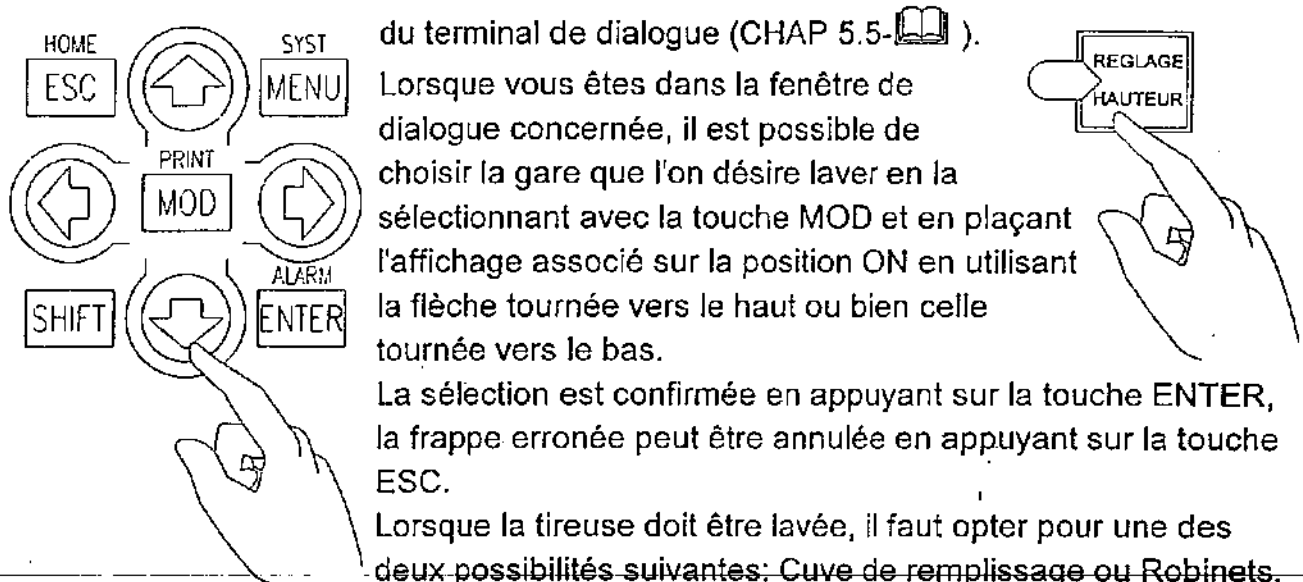 HOME
SYST
ESC
MENU
PRINT
MOD
ALARM
SHIFT
ENTER
du terminal de dialogue (CHAP 5.5- ).
Lorsque vous êtes dans la fenêtre de
dialogue concernée, il est possible de
choisir la gare que l'on désire laver en la
sélectionnant avec la touche MOD et en plaçant
l'affichage associé sur la position ON en utilisant
la flèche tournée vers le haut ou bien celle
tournée vers le bas.
La sélection est confirmée en appuyant sur la touche ENTER,
la frappe erronée peut être annulée en appuyant sur la touche
ESC.
Lorsque la tireuse doit être lavée, il faut opter pour une des
deux possibilités suivantes: Cuve de remplissage ou Robinets.
REGLAGE
HAUTEUR